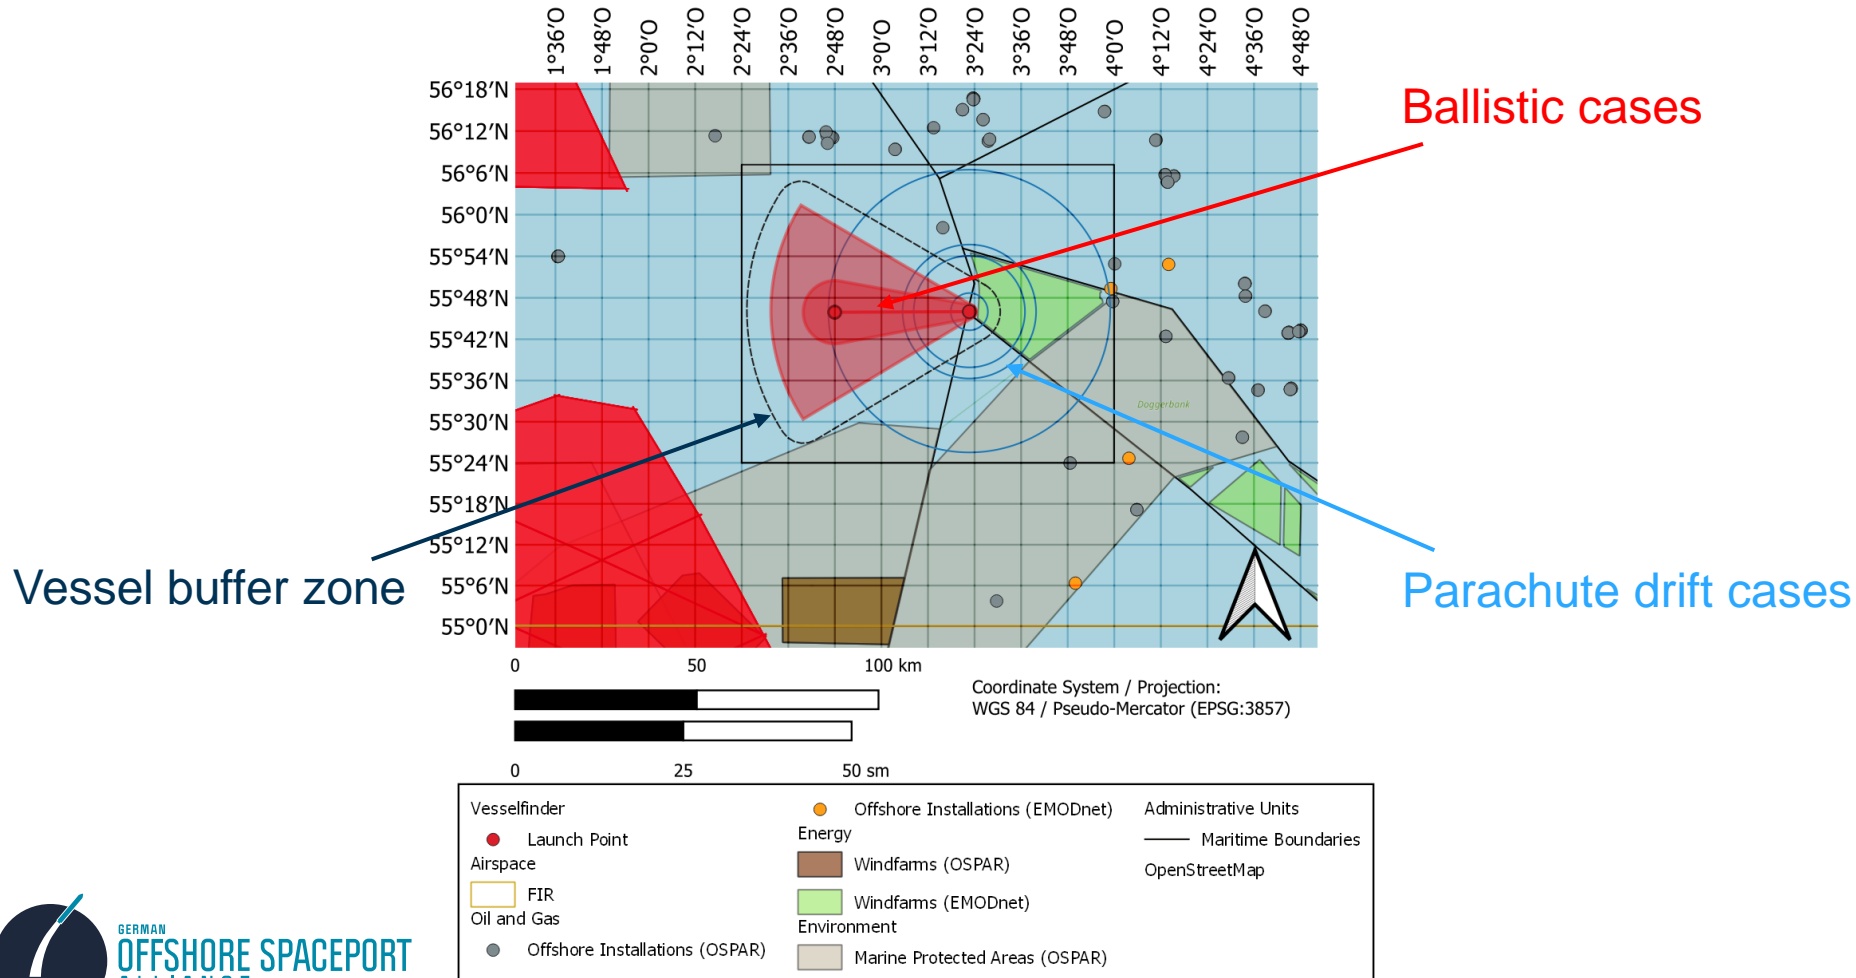 1°36’O
1°48’O
2°0’O
2°12’O
2°24’O
2°36’O
2°48’O
3°0’O
3°12’O
3°24’O
3°36’O
3°48’O
4°0’O
4°12’O
4°24’O
4°36’O
4°48’O
56°18’N
56°12’N
56°6’N
56°0’N
55°54’N
55°48’N
55°42’N
55°36’N
55°30’N
55°24’N
55°18’N
55°12’N
55°6’N
55°0’N
Ballistic cases
Doggerbank
Vessel buffer zone
Parachute drift cases
0 50 100 km
Coordinate System / Projection:
WGS 84 / Pseudo-Mercator (EPSG:3857)
0 25 50 sm
Vesselfinder
Launch Point
Airspace
FIR
Oil and Gas
Offshore Installations (OSPAR)
Offshore Installations (EMODnet)
Energy
Windfarms (OSPAR)
Windfarms (EMODnet)
Environment
Marine Protected Areas (OSPAR)
Administrative Units
Maritime Boundaries
OpenStreetMap
GERMAN
OFFSHORE SPACEPORT
ALLIANCE